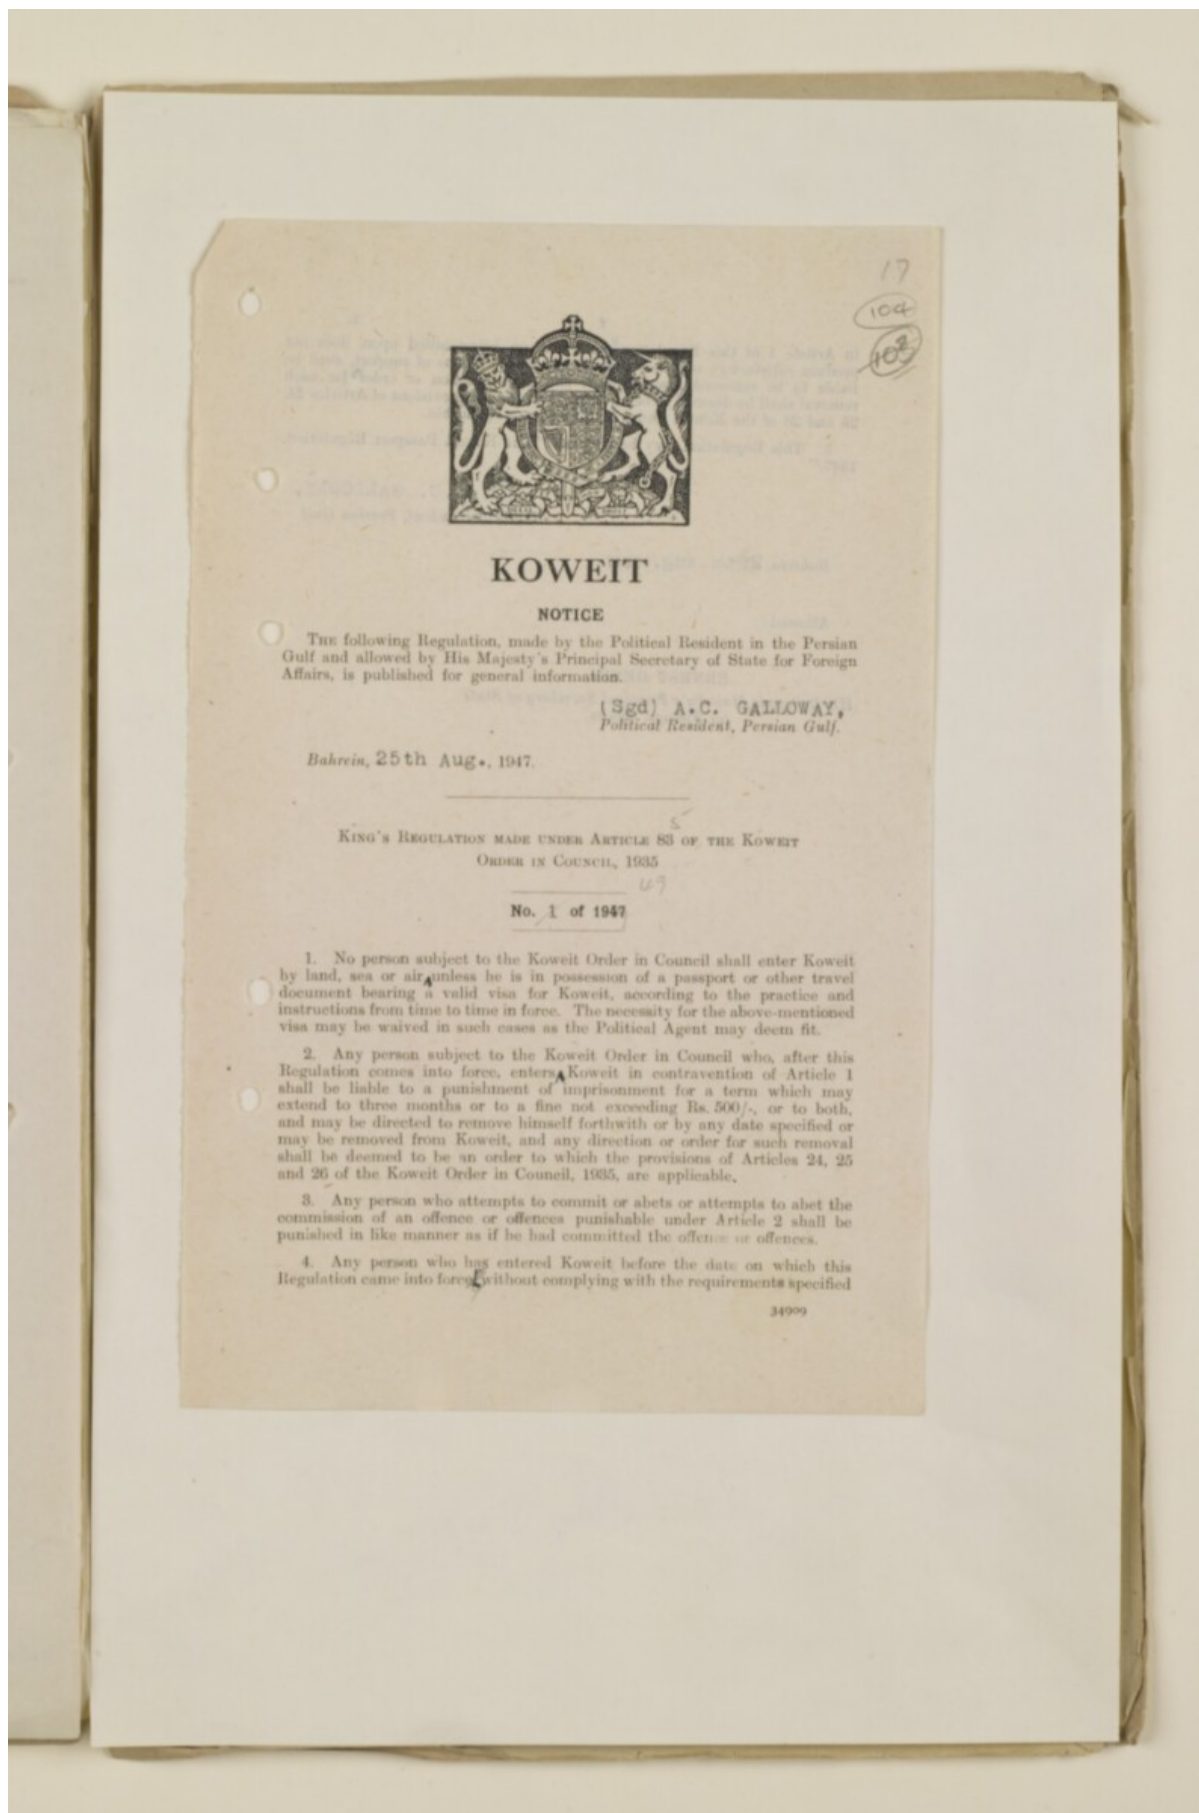 17
104
103
KOWEIT
NOTICE
THE following Regulation, made by the Political Resident in the Persian
Gulf and allowed by His Majesty's Principal Secretary of State for Foreign
Affairs, is published for general information.
(Sgd) A.C. GALLOWAY,
Political Resident, Persian Gulf.
Bahrein, 25th Aug., 1947.
5
KING'S REGULATION MADE UNDER ARTICLE 83 OF THE KOWEIT
ORDER IN COUNCIL, 1935
49
No. 1 of 1947
1. No person subject to the Koweit Order in Council shall enter Koweit
by land, sea or air unless he is in possession of a passport or other travel
document bearing a valid visa for Koweit, according to the practice and
instructions from time to time in force. The necessity for the above-mentioned
visa may be waived in such cases as the Political Agent may deem fit.
2. Any person subject to the Koweit Order in Council who, after this
Regulation comes into force, enters Koweit in contravention of Article 1
shall be liable to a punishment of imprisonment for a term which may
extend to three months or to a fine not exceeding Rs. 500/-, or to both,
and may be directed to remove himself forthwith or by any date specified or
may be removed from Koweit, and any direction or order for such removal
shall be deemed to be an order to which the provisions of Articles 24, 25
and 26 of the Koweit Order in Council, 1935, are applicable.
3. Any person who attempts to commit or abets or attempts to abet the
commission of an offence or offences punishable under Article 2 shall be
punished in like manner as if he had committed the offence or offences.
4. Any person who has entered Koweit before the date on which this
Regulation came into force without complying with the requirements specified
34909